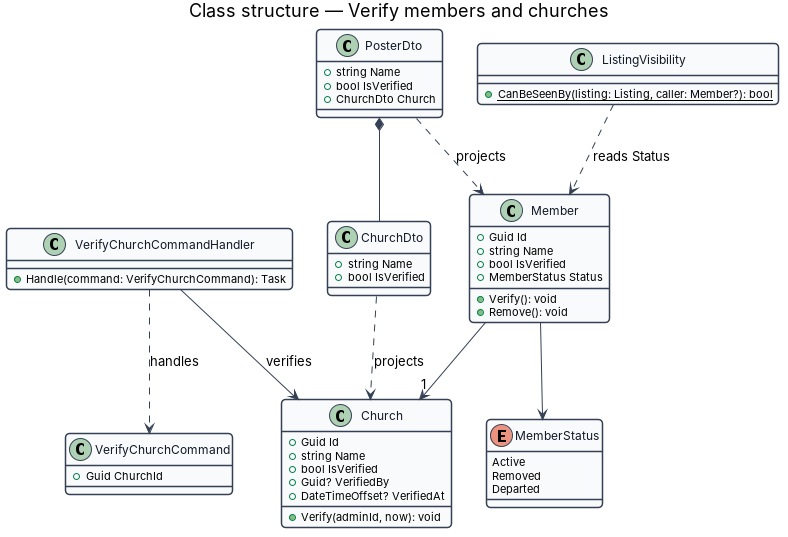 Class structure — Verify members and churches
C PosterDto
string Name
bool IsVerified
ChurchDto Church
C ListingVisibility
CanBeSeenBy(listing: Listing, caller: Member?): bool
projects
reads Status
C Member
Guid Id
string Name
bool IsVerified
MemberStatus Status
Verify(): void
Remove(): void
C ChurchDto
string Name
bool IsVerified
C VerifyChurchCommandHandler
Handle(command: VerifyChurchCommand): Task
handles
verifies
projects
1
C VerifyChurchCommand
Guid ChurchId
C Church
Guid Id
string Name
bool IsVerified
Guid? VerifiedBy
DateTimeOffset? VerifiedAt
Verify(adminId, now): void
E MemberStatus
Active
Removed
Departed